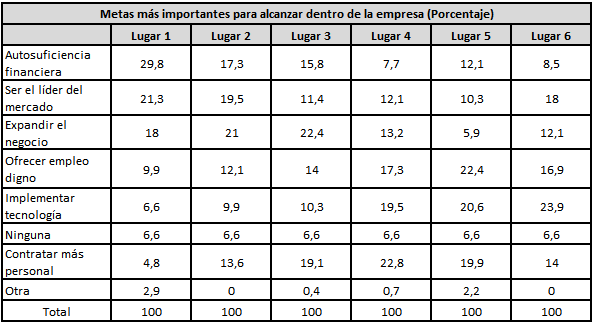 Metas más importantes para alcanzar dentro de la empresa (Porcentaje)
Lugar 1 Lugar 2 Lugar 3 Lugar 4 Lugar 5 Lugar 6
Autosuficiencia
financiera 29,8 17,3 15,8 7,7 12,1 8,5
Ser el líder del
mercado 21,3 19,5 11,4 12,1 10,3 18
Expandir el
negocio 18 21 22,4 13,2 5,9 12,1
Ofrecer empleo
digno 9,9 12,1 14 17,3 22,4 16,9
Implementar
tecnología 6,6 9,9 10,3 19,5 20,6 23,9
Ninguna 6,6 6,6 6,6 6,6 6,6 6,6
Contratar más
personal 4,8 13,6 19,1 22,8 19,9 14
Otra 2,9 0 0,4 0,7 2,2 0
Total 100 100 100 100 100 100